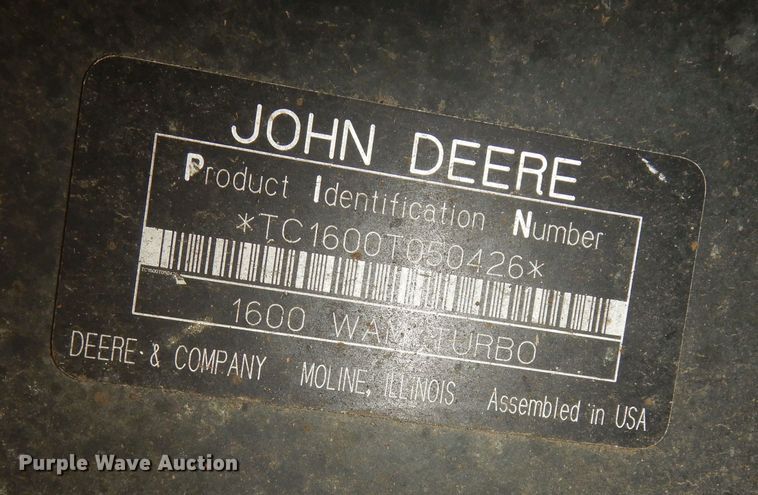 JOHN DEERE
Product Identification Number
*TC1600T050426*
TC1600T050426
1600 WAM TURBO
DEERE & COMPANY MOLINE, ILLINOIS Assembled in USA
Purple Wave Auction